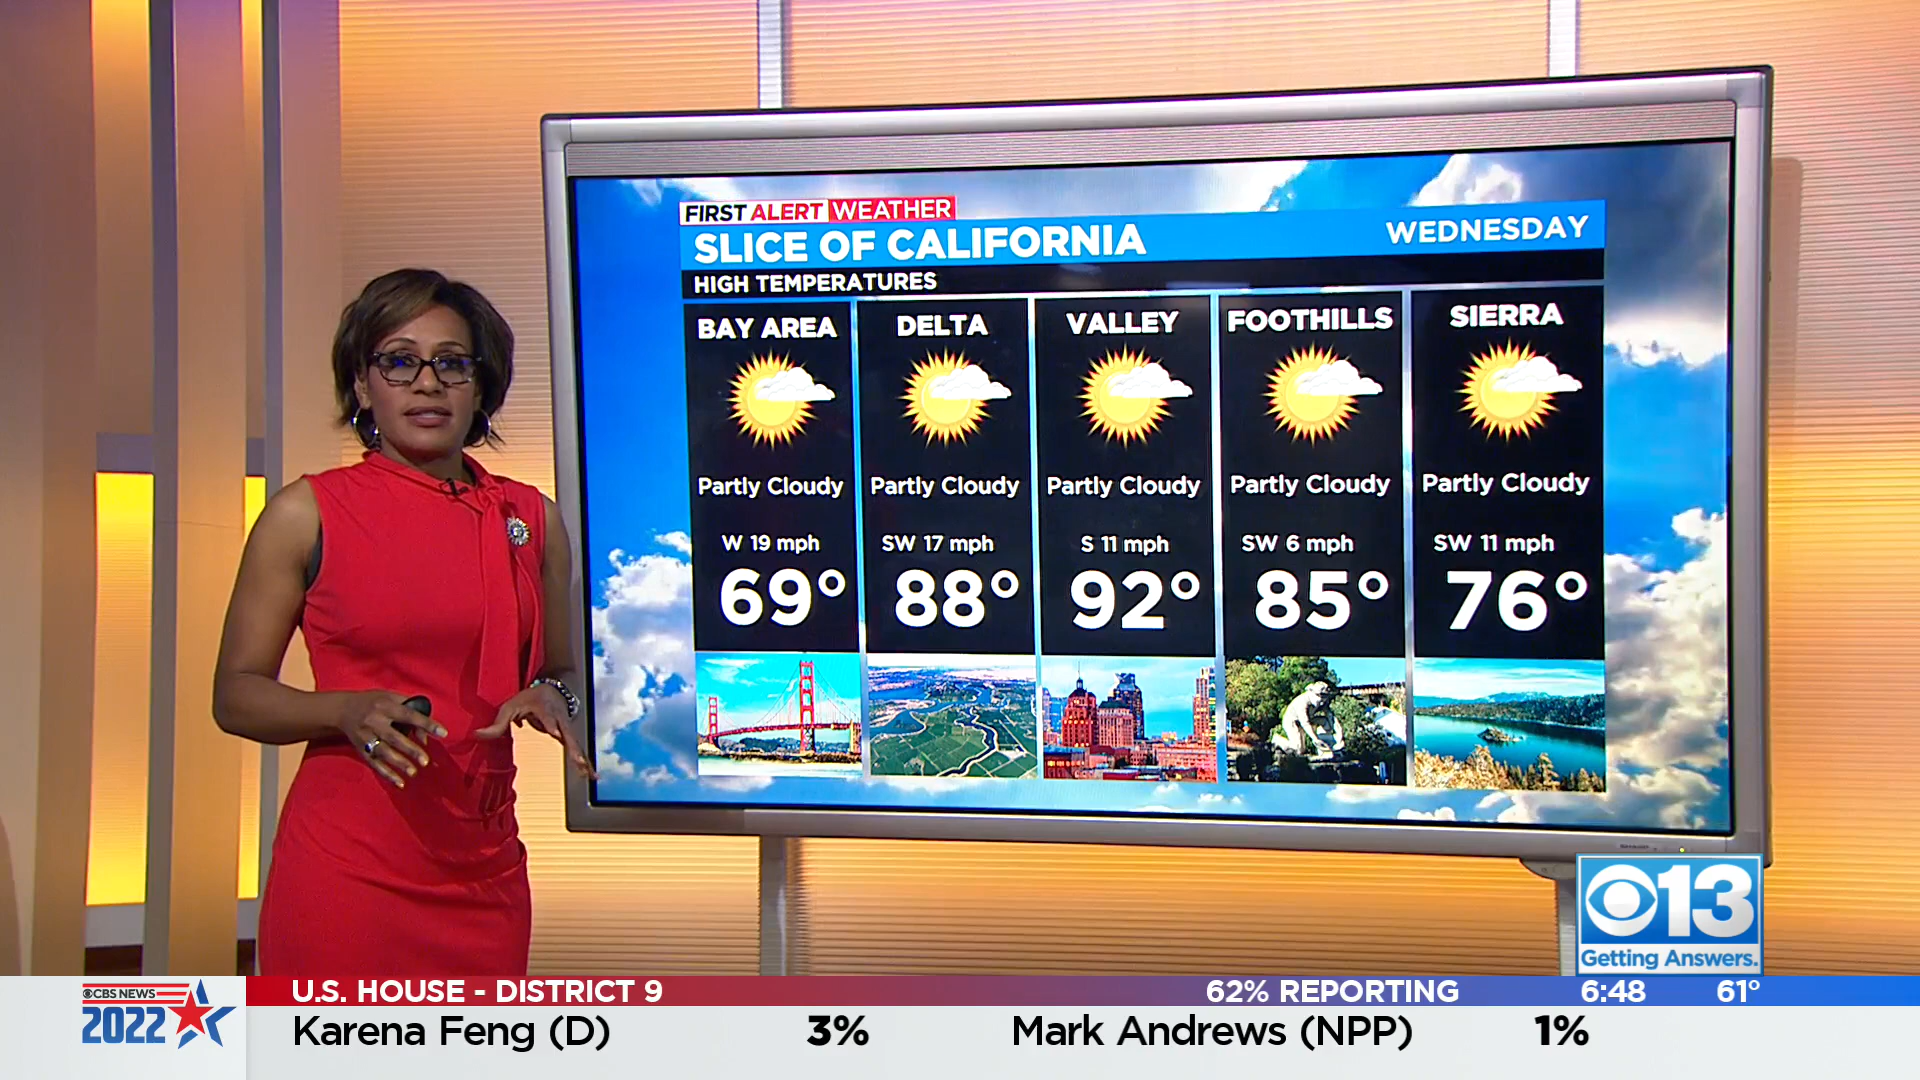 FIRST ALERT WEATHER
SLICE OF CALIFORNIA WEDNESDAY
HIGH TEMPERATURES
BAY AREA DELTA VALLEY FOOTHILLS SIERRA
Partly Cloudy Partly Cloudy Partly Cloudy Partly Cloudy Partly Cloudy
W 19 mph SW 17 mph S 11 mph SW 6 mph SW 11 mph
69° 88° 92° 85° 76°
13
Getting Answers.
CBS NEWS
2022
U.S. HOUSE - DISTRICT 9 62% REPORTING 6:48 61°
Karena Feng (D) 3% Mark Andrews (NPP) 1%